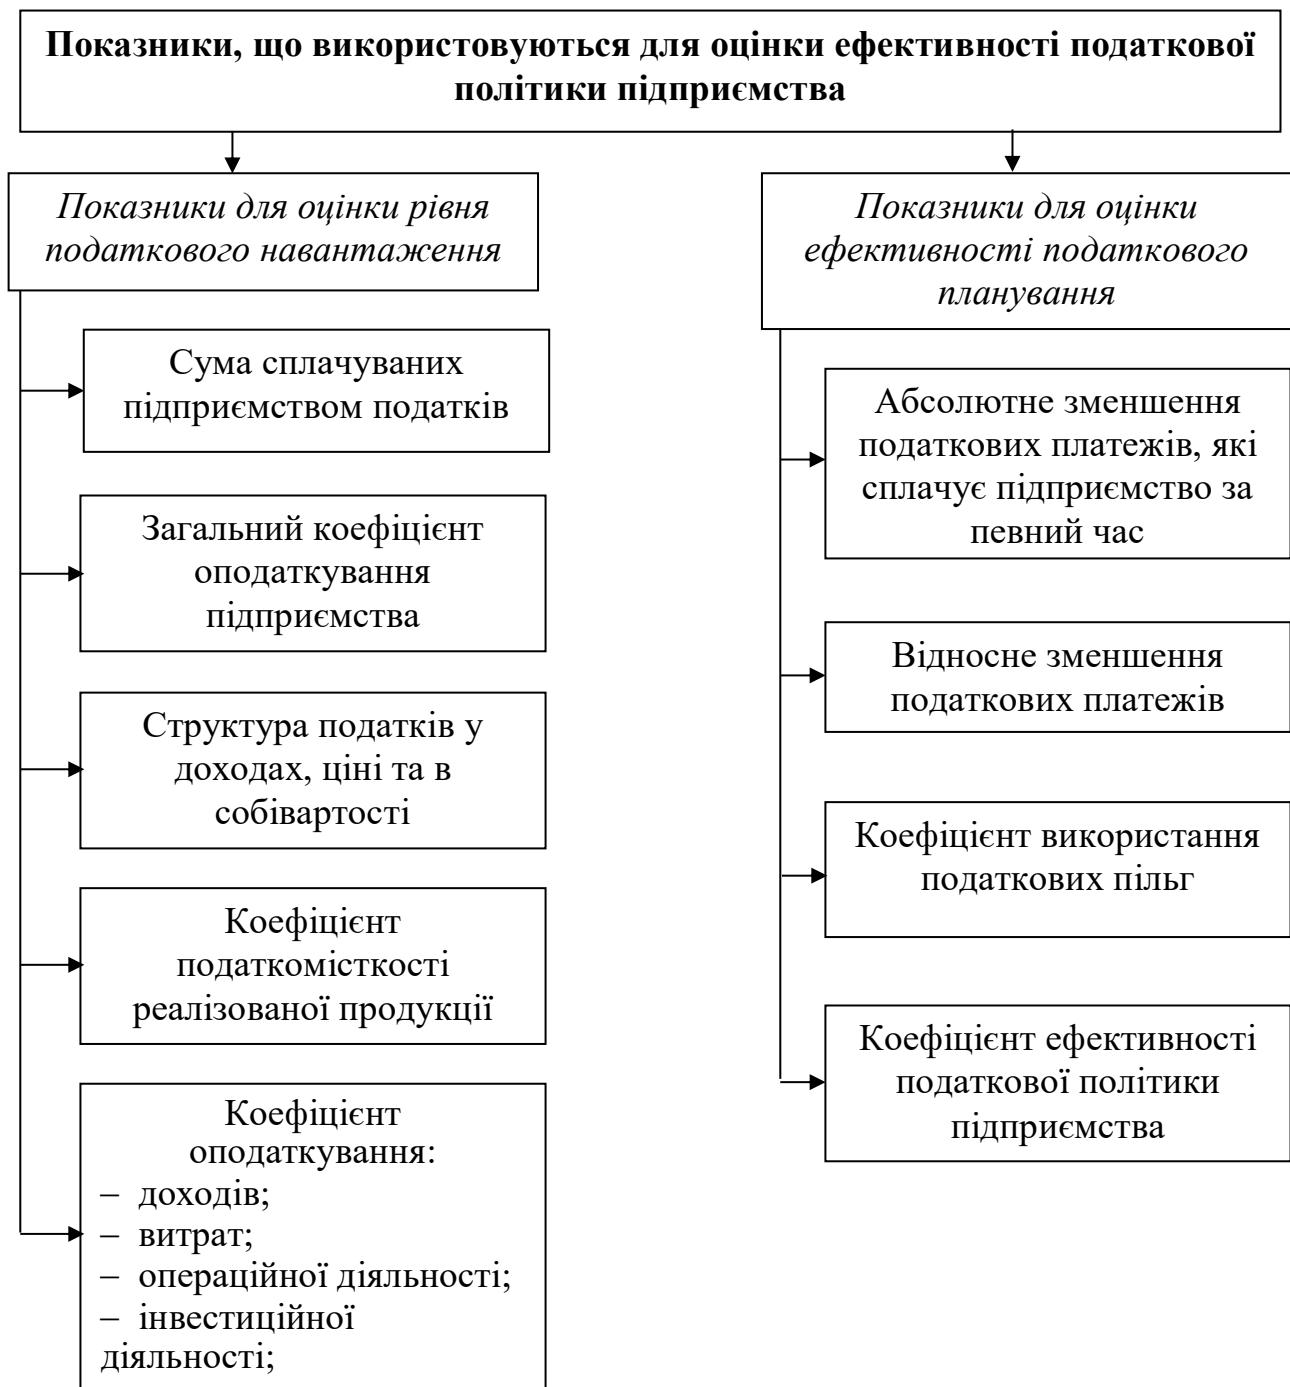 Показники, що використовуються для оцінки ефективності податкової
політики підприємства
Показники для оцінки рівня
податкового навантаження
Сума сплачуваних
підприємством податків
Загальний коефіцієнт
оподаткування
підприємства
Структура податків у
доходах, ціні та в
собівартості
Коефіцієнт
податкомісткості
реалізованої продукції
Коефіцієнт
оподаткування:
– доходів;
– витрат;
– операційної діяльності;
– інвестиційної
діяльності;
Показники для оцінки
ефективності податкового
планування
Абсолютне зменшення
податкових платежів, які
сплачує підприємство за
певний час
Відносне зменшення
податкових платежів
Коефіцієнт використання
податкових пільг
Коефіцієнт ефективності
податкової політики
підприємства